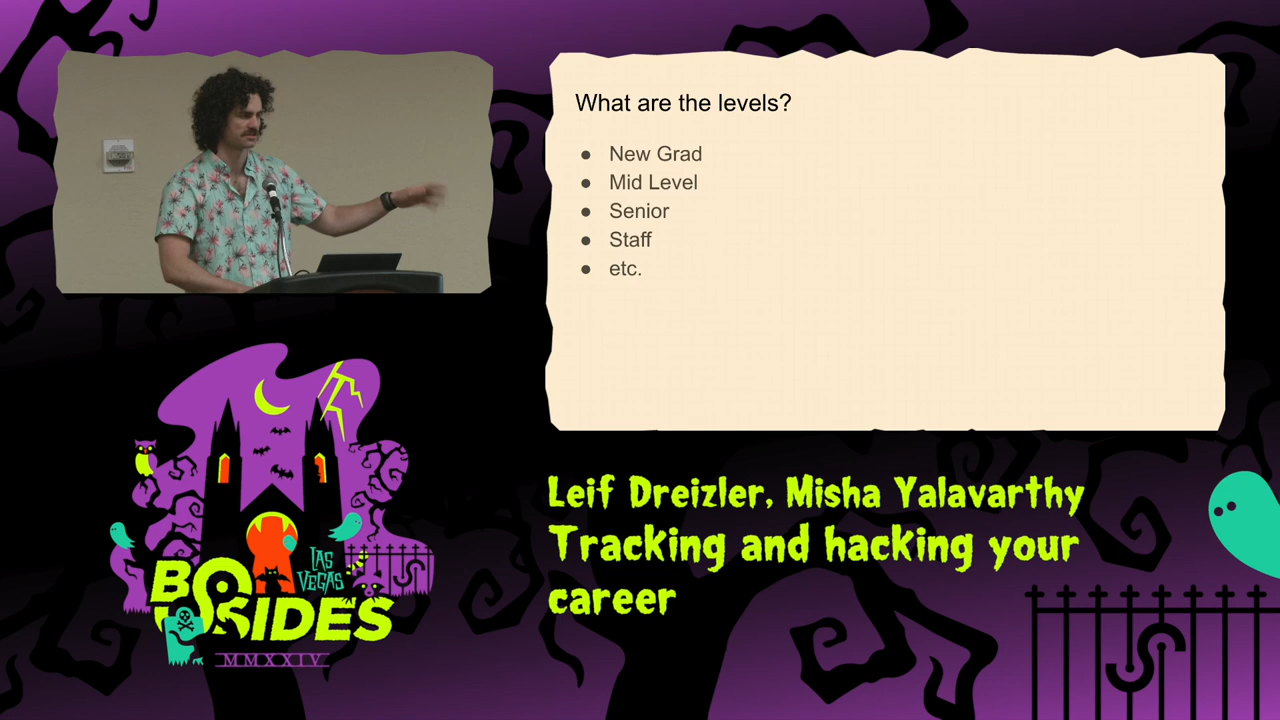 What are the levels?
● New Grad
● Mid Level
● Senior
● Staff
● etc.
Leif Dreizler, Misha Yalavarthy
Tracking and hacking your
career
LAS
VEGAS
BSIDES
MMXXIV